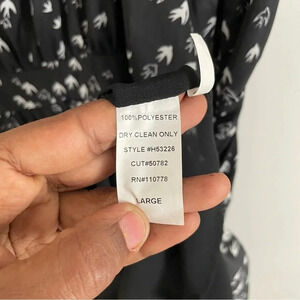 100% POLYESTER
DRY CLEAN ONLY
STYLE #H53226
CUT#50782
RN#110778
LARGE